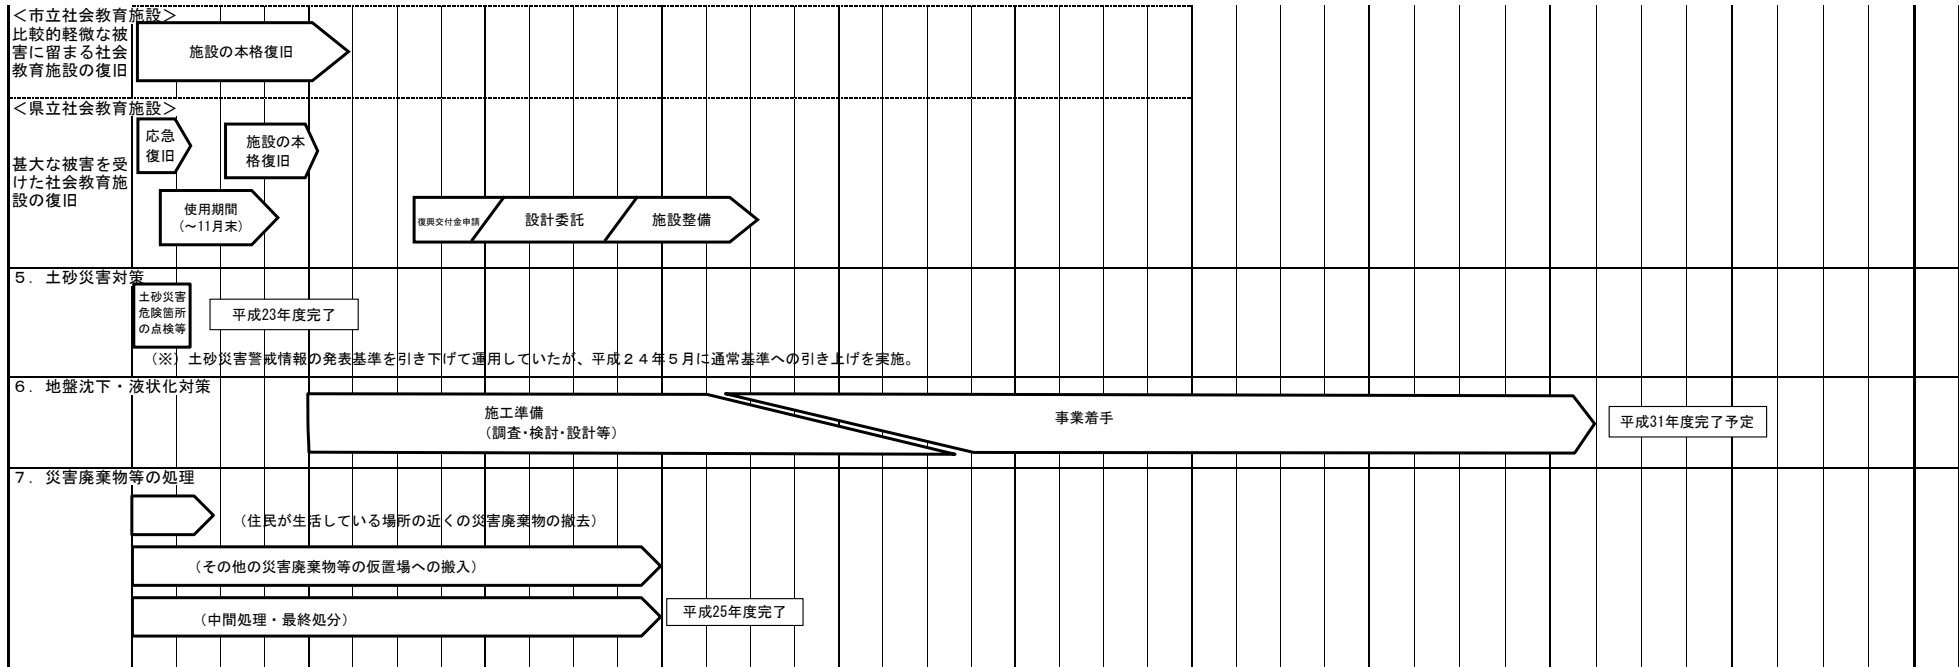 ＜市立社会教育施設＞
比較的軽微な被
害に留まる社会
教育施設の復旧
施設の本格復旧
＜県立社会教育施設＞
応急
復旧
施設の本
格復旧
甚大な被害を受
けた社会教育施
設の復旧
使用期間
（～11月末）
復興交付金申請
設計委託
施設整備
５．土砂災害対策
土砂災害
危険箇所
の点検等
平成23年度完了
（※）土砂災害警戒情報の発表基準を引き下げて運用していたが、平成２４年５月に通常基準への引き上げを実施。
６．地盤沈下・液状化対策
施工準備
（調査･検討･設計等）
事業着手
平成31年度完了予定
７．災害廃棄物等の処理
（住民が生活している場所の近くの災害廃棄物の撤去）
（その他の災害廃棄物等の仮置場への搬入）
（中間処理・最終処分）
平成25年度完了